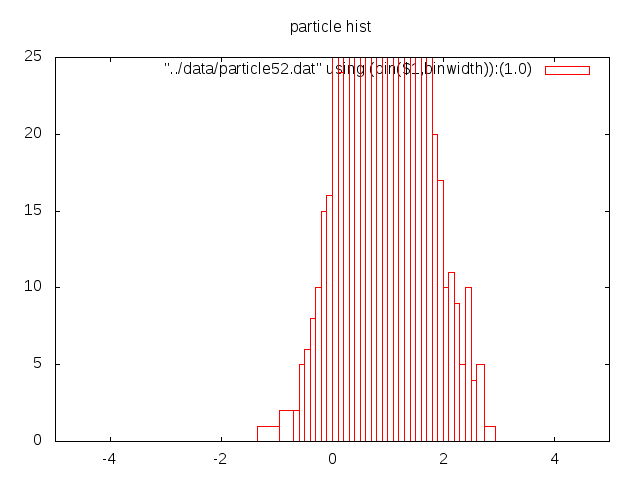 particle hist
"../data/particle52.dat" using (bin($1,binwidth)):(1.0)
25
20
15
10
5
0
-4 -2 0 2 4